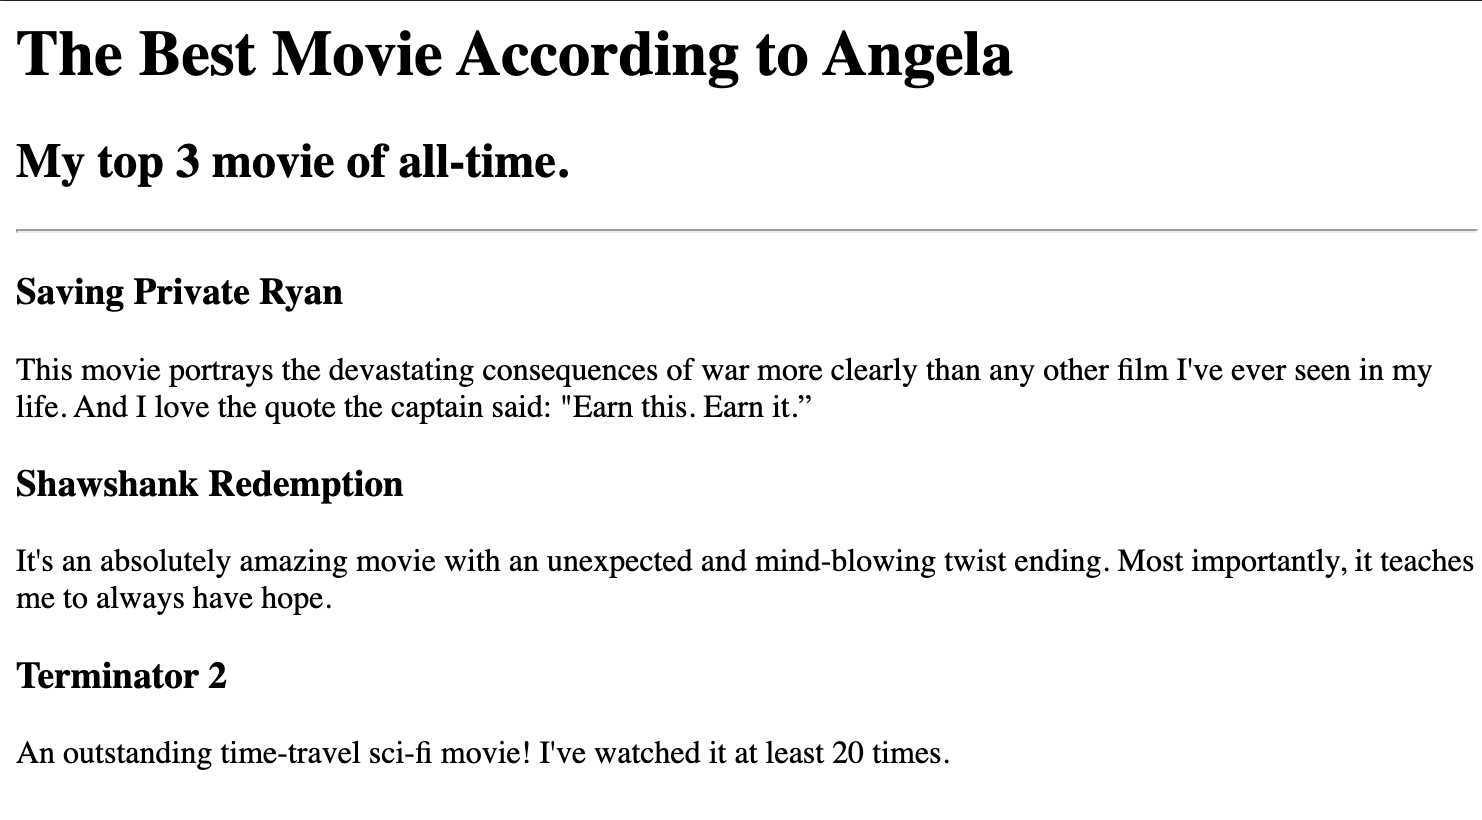 The Best Movie According to Angela
My top 3 movie of all-time.
Saving Private Ryan
This movie portrays the devastating consequences of war more clearly than any other film I've ever seen in my
life. And I love the quote the captain said: "Earn this. Earn it.”
Shawshank Redemption
It's an absolutely amazing movie with an unexpected and mind-blowing twist ending. Most importantly, it teaches
me to always have hope.
Terminator 2
An outstanding time-travel sci-fi movie! I've watched it at least 20 times.